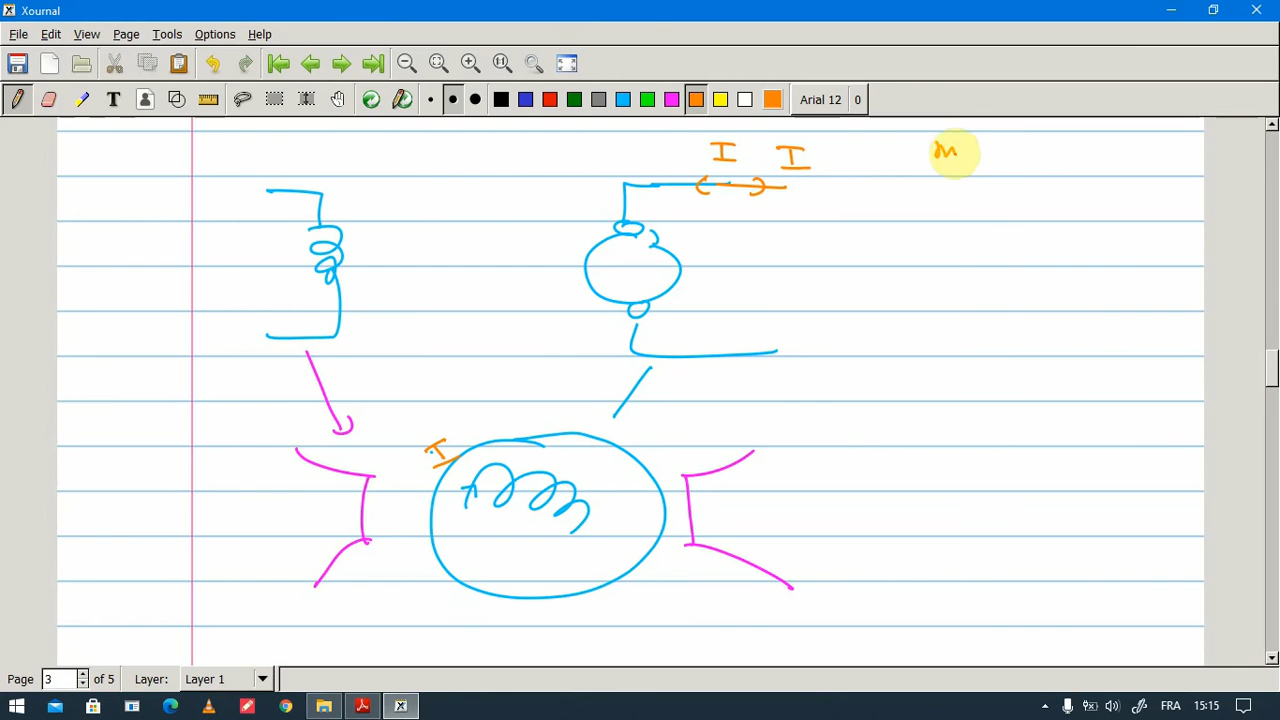 Xournal
File Edit View Page Tools Options Help
Arial 12 0
I I m
I
Page 3 of 5 Layer: Layer 1
FRA 15:15